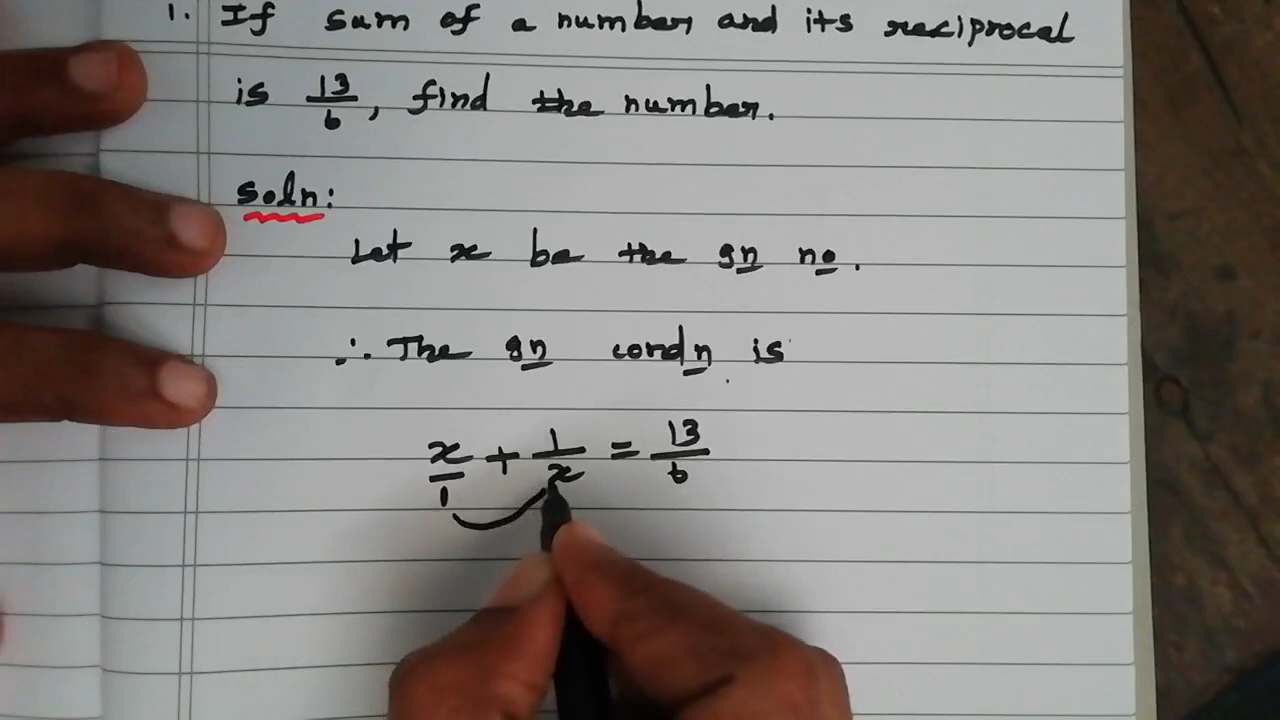 1. If sum of a number and its reciprocal
is 13/6, find the number.
Soln:
Let x be the gn no.
∴ The gn condn is
x/1 + 1/x = 13/6